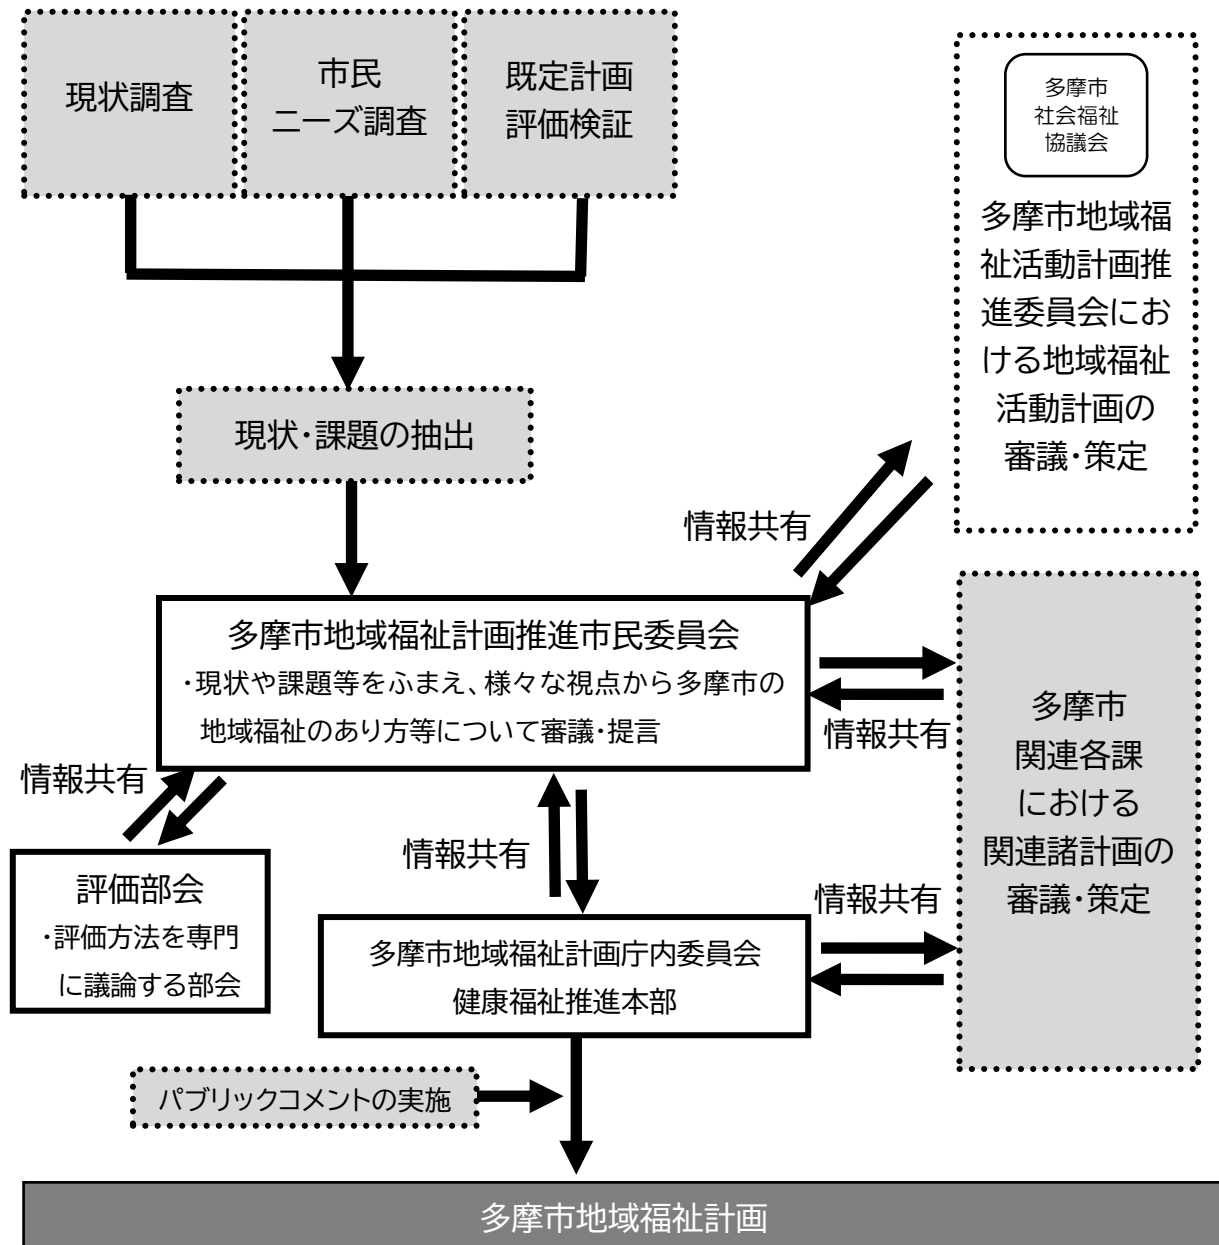 現状調査
市民
ニーズ調査
既定計画
評価検証
多摩市
社会福祉
協議会
多摩市地域福
祉活動計画推
進委員会にお
ける地域福祉
活動計画の
審議・策定
現状・課題の抽出
情報共有
多摩市地域福祉計画推進市民委員会
・現状や課題等をふまえ、様々な視点から多摩市の
地域福祉のあり方等について審議・提言
情報共有
多摩市
関連各課
における
関連諸計画の
審議・策定
情報共有
評価部会
・評価方法を専門
に議論する部会
情報共有
情報共有
多摩市地域福祉計画庁内委員会
健康福祉推進本部
パブリックコメントの実施
多摩市地域福祉計画